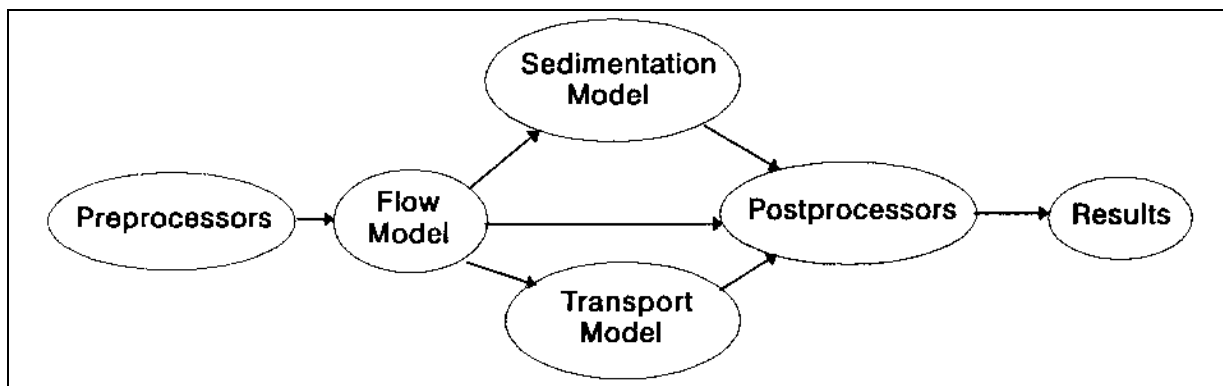 Sedimentation
Model
Preprocessors
Flow
Model
Postprocessors
Results
Transport
Model